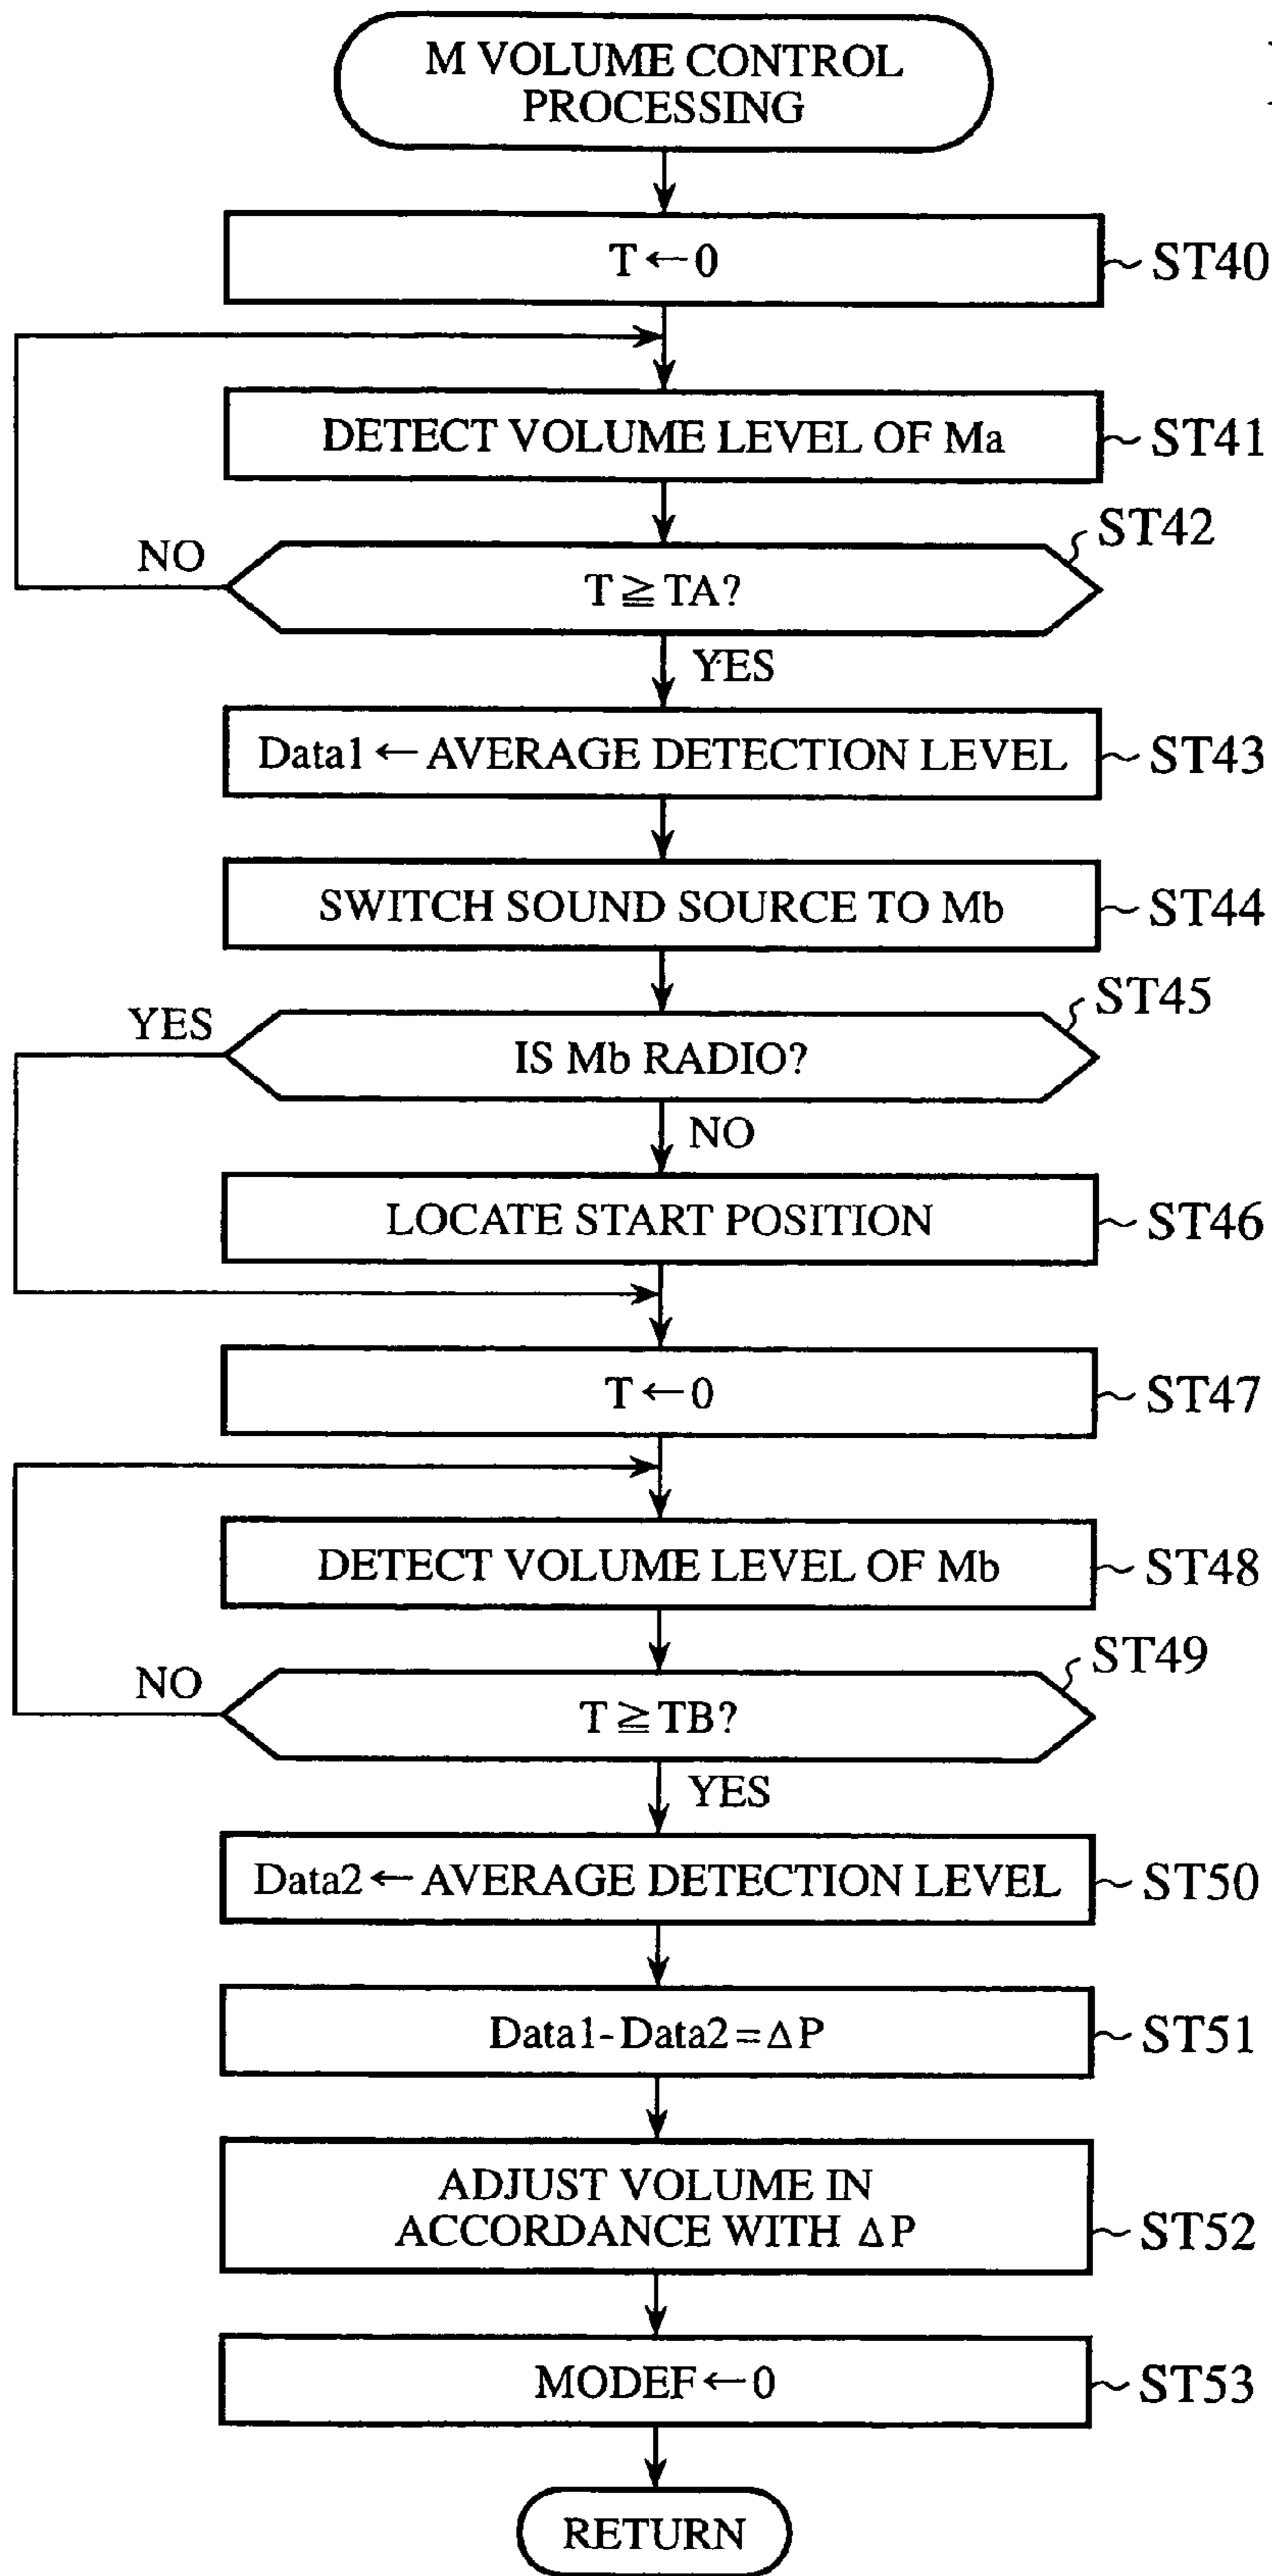 M VOLUME CONTROL
PROCESSING
T←0
ST40
DETECT VOLUME LEVEL OF Ma
ST41
ST42
NO
T≧TA?
YES
Data1←AVERAGE DETECTION LEVEL
ST43
SWITCH SOUND SOURCE TO Mb
ST44
ST45
YES
IS Mb RADIO?
NO
LOCATE START POSITION
ST46
T←0
ST47
DETECT VOLUME LEVEL OF Mb
ST48
ST49
NO
T≧TB?
YES
Data2←AVERAGE DETECTION LEVEL
ST50
Data1-Data2=ΔP
ST51
ADJUST VOLUME IN
ACCORDANCE WITH ΔP
ST52
MODEF←0
ST53
RETURN